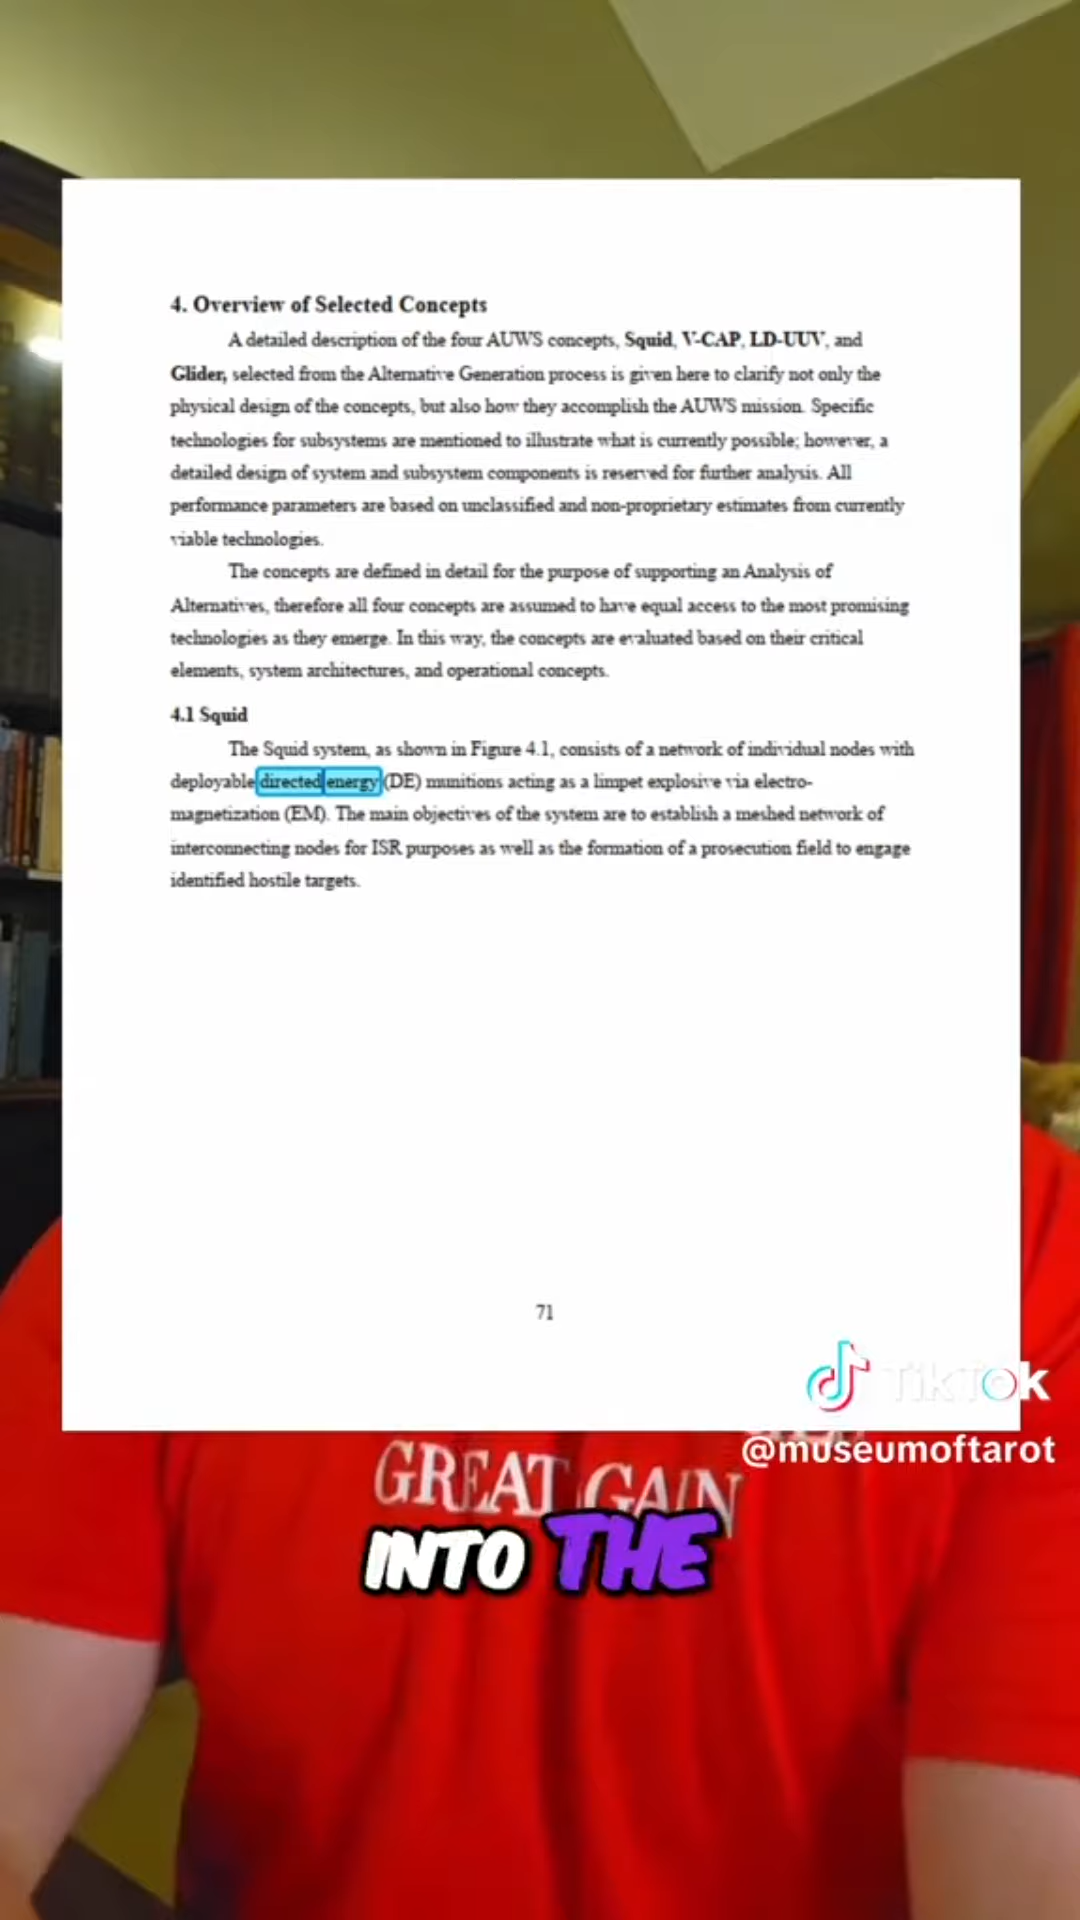 4. Overview of Selected Concepts
A detailed description of the four AUWS concepts, Squid, V-CAP, LD-UUV, and
Glider, selected from the Alternative Generation process is given here to clarify not only the
physical design of the concepts, but also how they accomplish the AUWS mission. Specific
technologies for subsystems are mentioned to illustrate what is currently possible; however, a
detailed design of system and subsystem components is reserved for further analysis. All
performance parameters are based on unclassified and non-proprietary estimates from currently
viable technologies.
The concepts are defined in detail for the purpose of supporting an Analysis of
Alternatives, therefore all four concepts are assumed to have equal access to the most promising
technologies as they emerge. In this way, the concepts are evaluated based on their critical
elements, system architectures, and operational concepts.
4.1 Squid
The Squid system, as shown in Figure 4.1, consists of a network of individual nodes with
deployable directed energy (DE) munitions acting as a limpet explosive via electro-
magnetization (EM). The main objectives of the system are to establish a meshed network of
interconnecting nodes for ISR purposes as well as the formation of a prosecution field to engage
identified hostile targets.
71
TikTok
@museumoftarot
GREAT GAIN
INTO THE